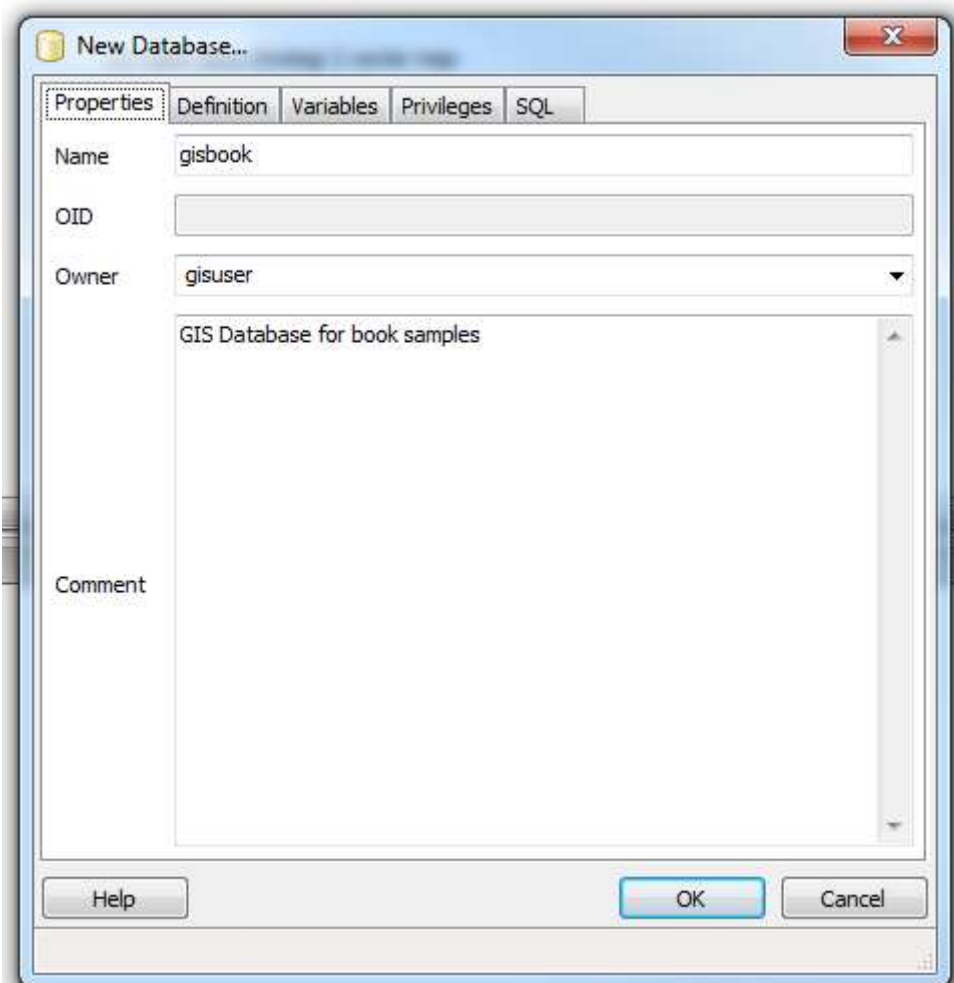 New Database...
Properties Definition Variables Privileges SQL
Name gisbook
OID
Owner gisuser
GIS Database for book samples
Comment
Help OK Cancel